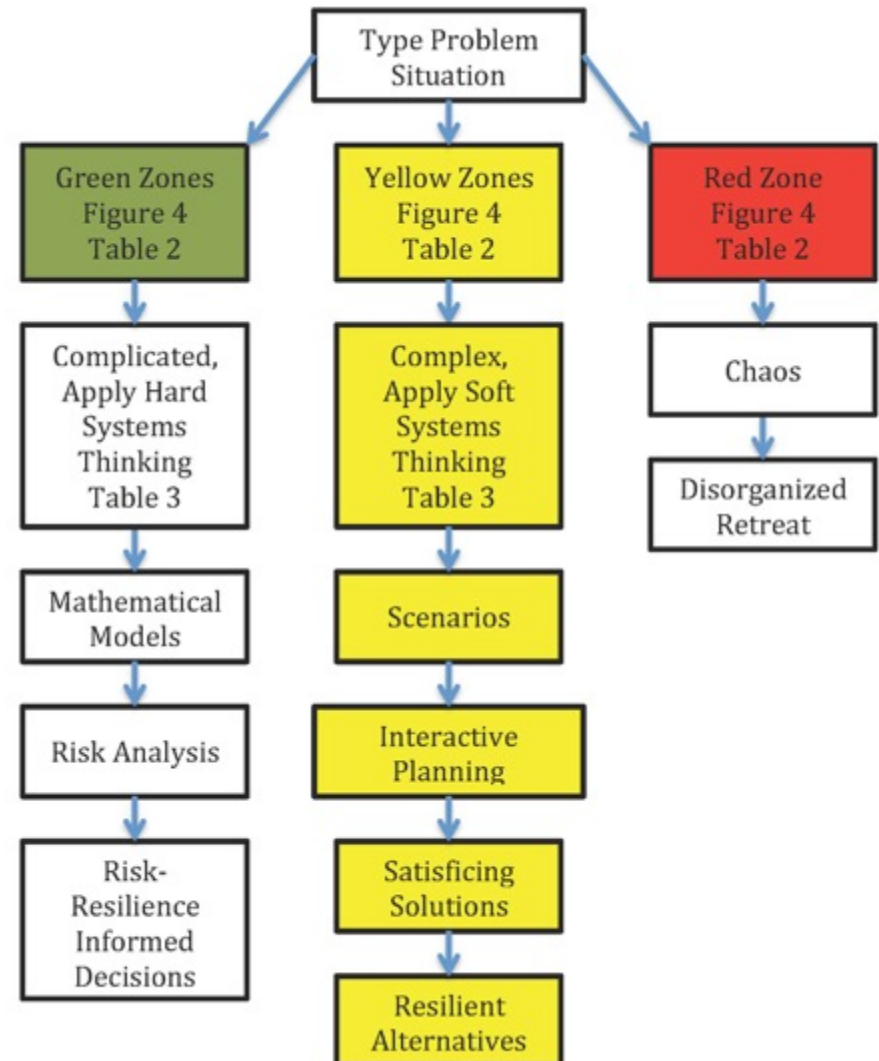 Type Problem
Situation
Green Zones
Figure 4
Table 2
Complicated,
Apply Hard
Systems
Thinking
Table 3
Mathematical
Models
Risk Analysis
Risk-
Resilience
Informed
Decisions
Yellow Zones
Figure 4
Table 2
Complex,
Apply Soft
Systems
Thinking
Table 3
Scenarios
Interactive
Planning
Satisficing
Solutions
Resilient
Alternatives
Red Zone
Figure 4
Table 2
Chaos
Disorganized
Retreat